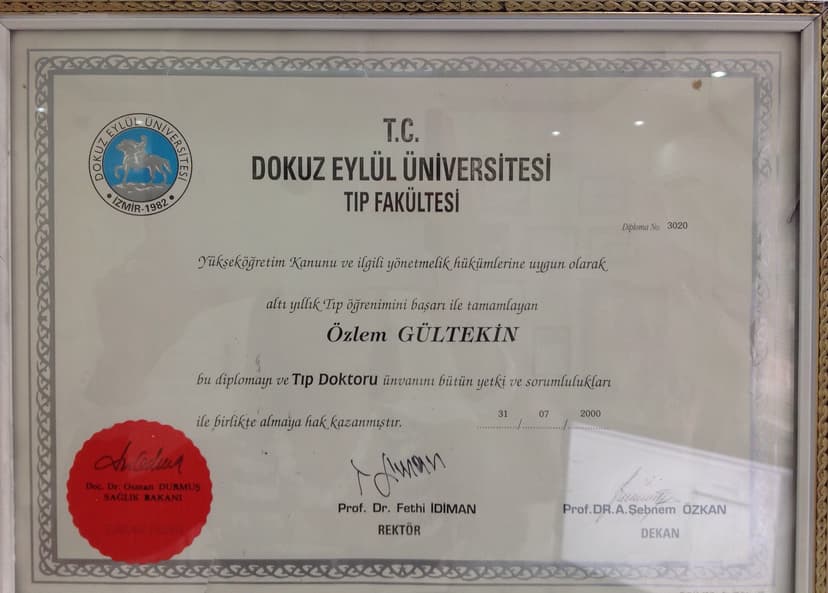 DOKUZ EYLÜL ÜNİVERSİTESİ
• İZMİR-1982 •
T.C.
DOKUZ EYLÜL ÜNİVERSİTESİ
TIP FAKÜLTESİ
Diploma No 3020
Yükseköğretim Kanunu ve ilgili yönetmelik hükümlerine uygun olarak
altı yıllık Tıp öğrenimini başarı ile tamamlayan
Özlem GÜLTEKİN
bu diplomayı ve Tıp Doktoru ünvanını bütün yetki ve sorumlulukları
ile birlikte almaya hak kazanmıştır. 31 / 07 / 2000
Doc. Dr. Osman DURMUŞ
SAĞLIK BAKANI
Prof. Dr. Fethi İDİMAN
REKTÖR
Prof.DR.A.Şebnem ÖZKAN
DEKAN